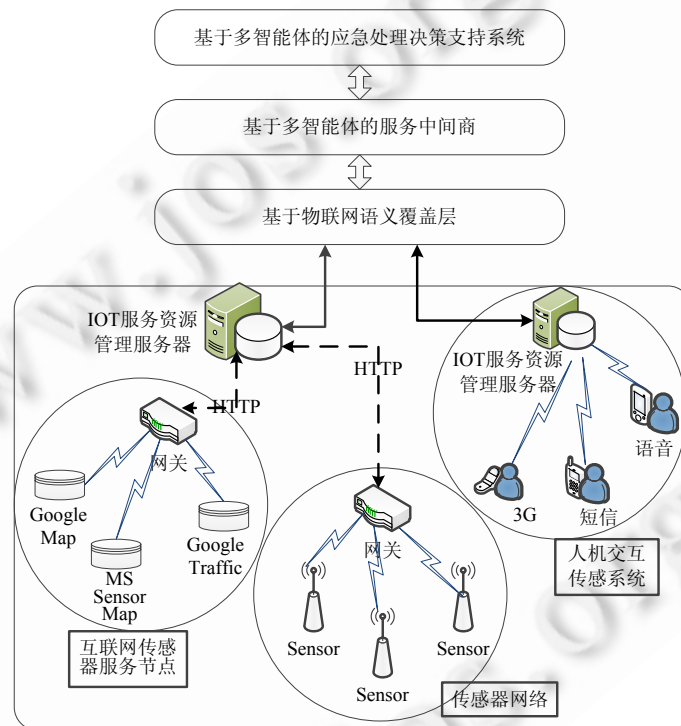 基于多智能体的应急处理决策支持系统
基于多智能体的服务中间商
基于物联网语义覆盖层
IOT服务资源
管理服务器
HTTP
HTTP
IOT服务资源
管理服务器
网关
语音
Google
Map
Google
Traffic
MS
Sensor
Map
网关
3G
短信
人机交互
传感系统
Sensor
Sensor
Sensor
互联网传感
器服务节点
传感器网络
www.jos.org